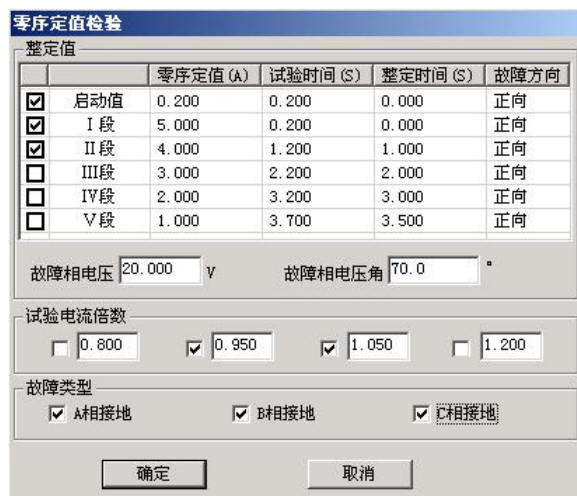 零序定值检验
整定值
零序定值(A) 试验时间(S) 整定时间(S) 故障方向
启动值 0.200 0.200 0.000 正向
I段 5.000 0.200 0.000 正向
II段 4.000 1.200 1.000 正向
III段 3.000 2.200 2.000 正向
IV段 2.000 3.200 3.000 正向
V段 1.000 3.700 3.500 正向
故障相电压 20.000 V 故障相电压角 70.0 °
试验电流倍数
0.800 0.950 1.050 1.200
故障类型
A相接地 B相接地 C相接地
确定 取消